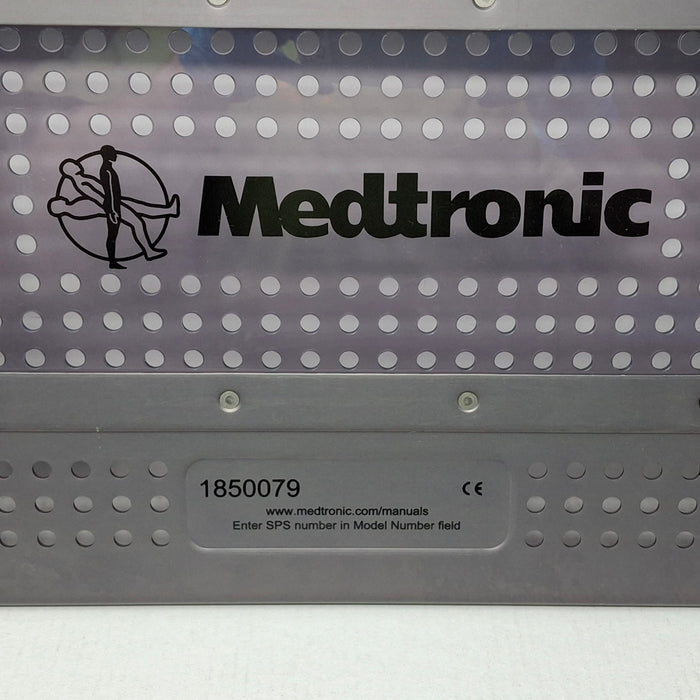 Medtronic
1850079 CE
www.medtronic.com/manuals
Enter SPS number in Model Number field